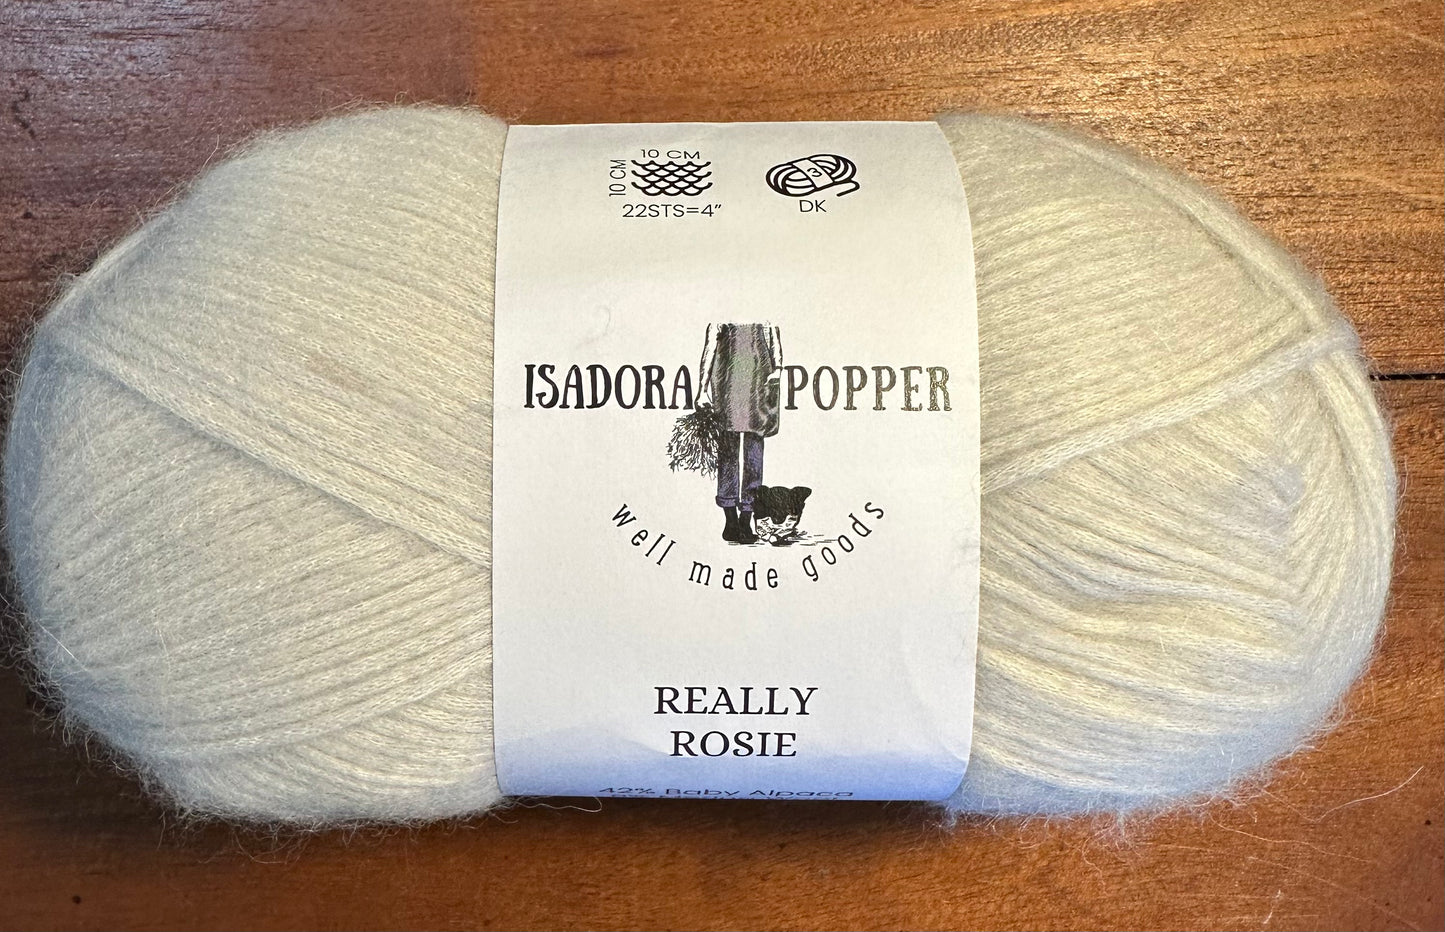 10 CM
10 CM
22STS=4"
3
DK
ISADORA POPPER
well made goods
REALLY
ROSIE
42% Baby Alpaca